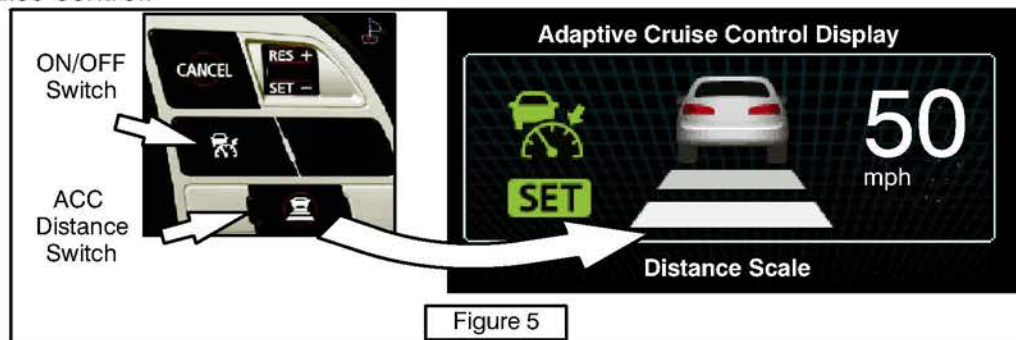 Adaptive Cruise Control Display
ON/OFF
Switch
CANCEL
RES +
SET −
50
mph
SET
ACC
Distance
Switch
Distance Scale
Figure 5